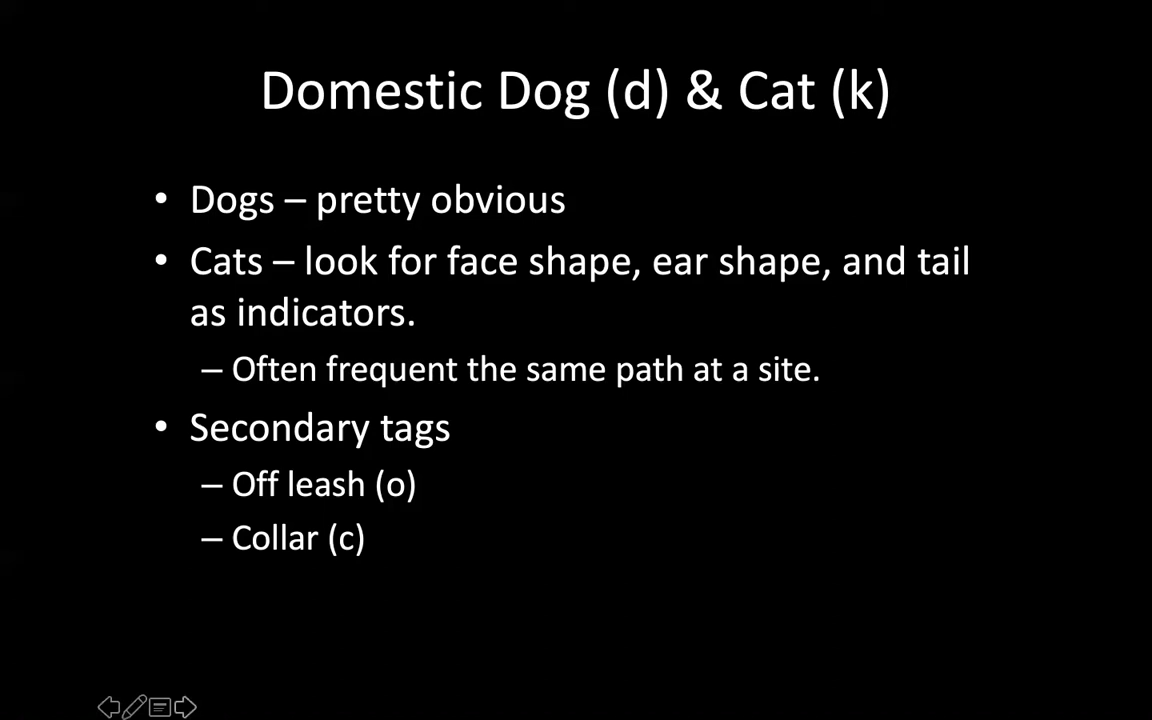 Domestic Dog (d) & Cat (k)
• Dogs – pretty obvious
• Cats – look for face shape, ear shape, and tail
as indicators.
– Often frequent the same path at a site.
• Secondary tags
– Off leash (o)
– Collar (c)